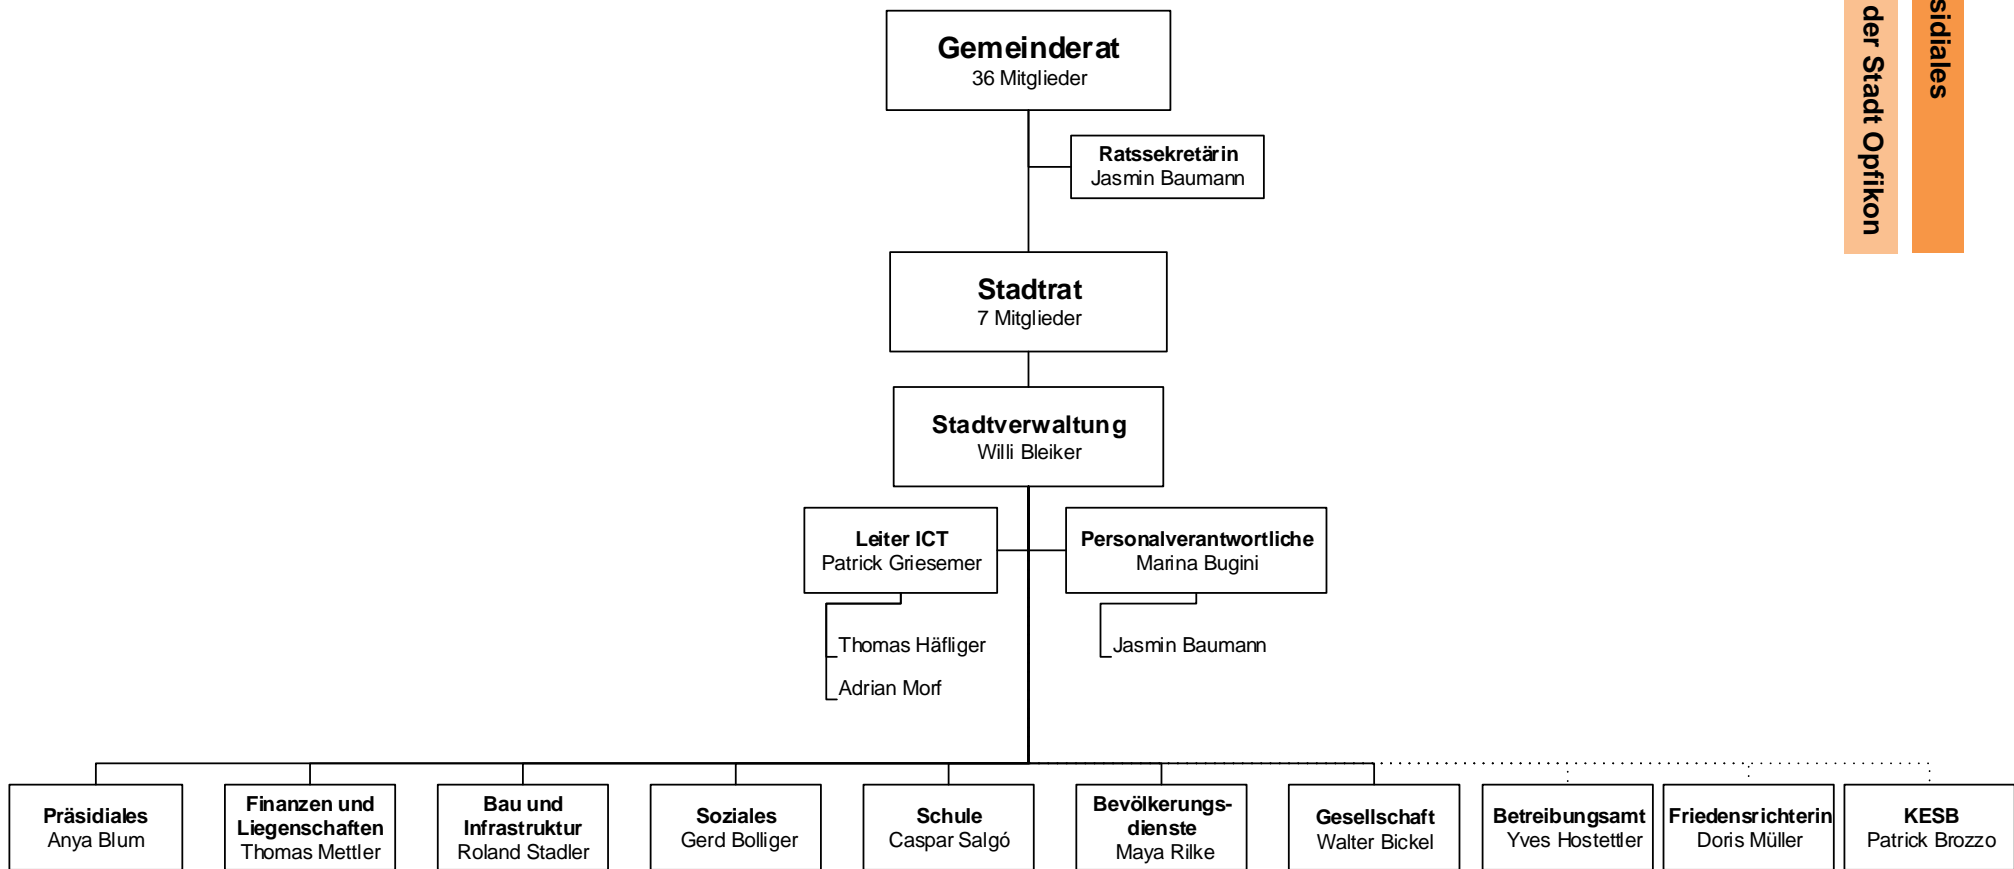 Gemeinderat
36 Mitglieder
sidiales
der Stadt Opfikon
Ratssekretärin
Jasmin Baumann
Stadtrat
7 Mitglieder
Stadtverwaltung
Willi Bleiker
Leiter ICT
Patrick Griesemer
Personalverantwortliche
Marina Bugini
Thomas Häfliger
Adrian Morf
Jasmin Baumann
Präsidiales
Anya Blum
Finanzen und
Liegenschaften
Thomas Mettler
Bau und
Infrastruktur
Roland Stadler
Soziales
Gerd Bolliger
Schule
Caspar Salgó
Bevölkerungs-
dienste
Maya Rilke
Gesellschaft
Walter Bickel
Betreibungsamt
Yves Hostettler
Friedensrichterin
Doris Müller
KESB
Patrick Brozzo